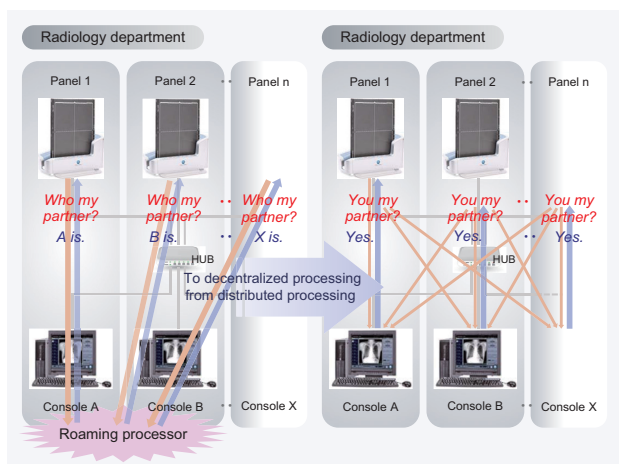 Radiology department
Panel 1
Panel 2
Panel n
Who my partner?
Who my partner?
Who my partner?
A is.
B is.
X is.
HUB
Console A
Console B
Console X
Roaming processor
To decentralized processing
from distributed processing
Radiology department
Panel 1
Panel 2
Panel n
You my partner?
You my partner?
You my partner?
Yes.
Yes.
Yes.
HUB
Console A
Console B
Console X